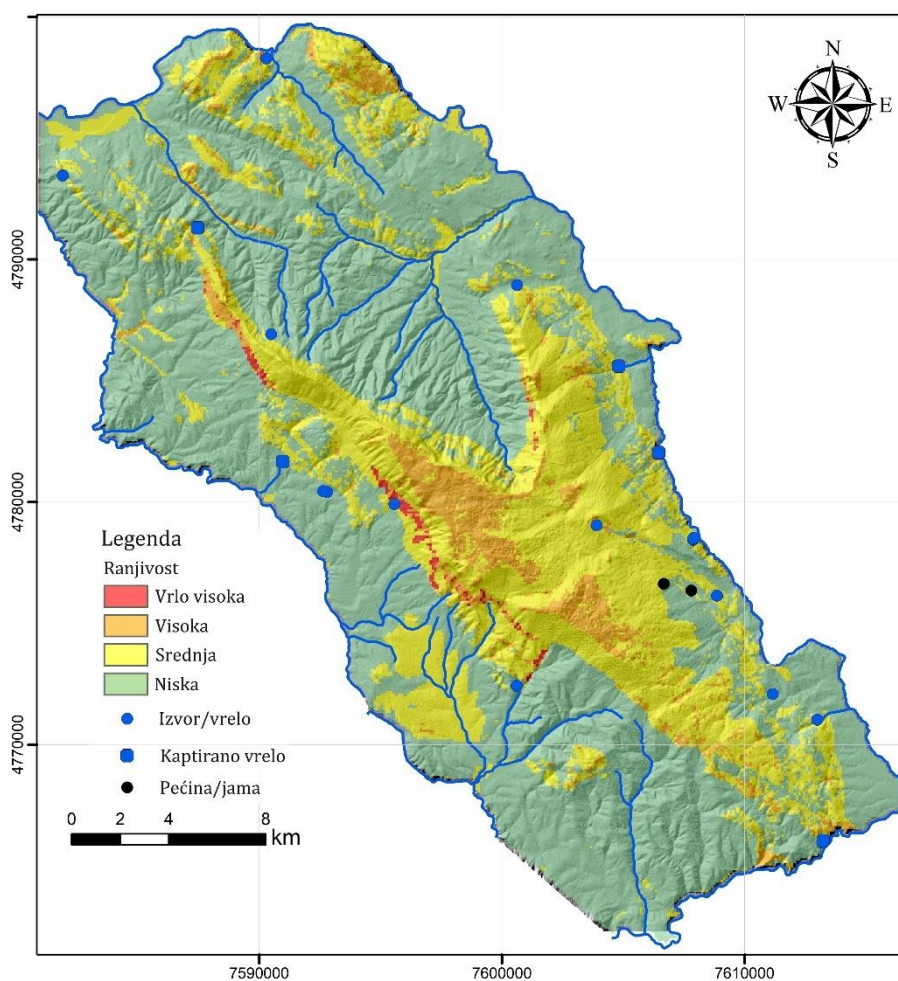 N
W E
S
4790000
4780000
4770000
Legenda
Ranjivost
Vrlo visoka
Visoka
Srednja
Niska
Izvor/vrelo
Kaptirano vrelo
Pećina/jama
0 2 4 8
km
7590000 7600000 7610000